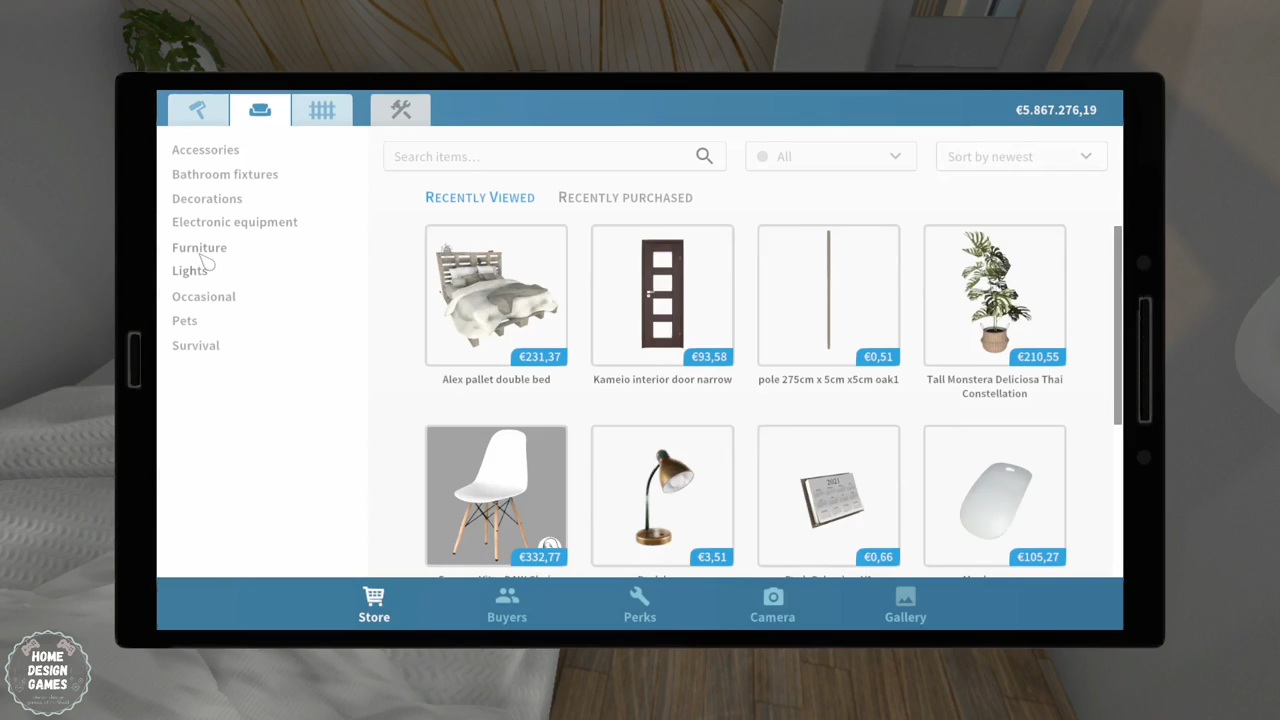 €5.867.276,19
Accessories
Bathroom fixtures
Decorations
Electronic equipment
Furniture
Lights
Occasional
Pets
Survival
Search items...
All
Sort by newest
RECENTLY VIEWED
RECENTLY PURCHASED
€231,37
€93,58
€0,51
€210,55
Alex pallet double bed
Kameio interior door narrow
pole 275cm x 5cm x5cm oak1
Tall Monstera Deliciosa Thai
Constellation
2021
€332,77
€3,51
€0,66
€105,27
Store
Buyers
Perks
Camera
Gallery
HOME
DESIGN
GAMES